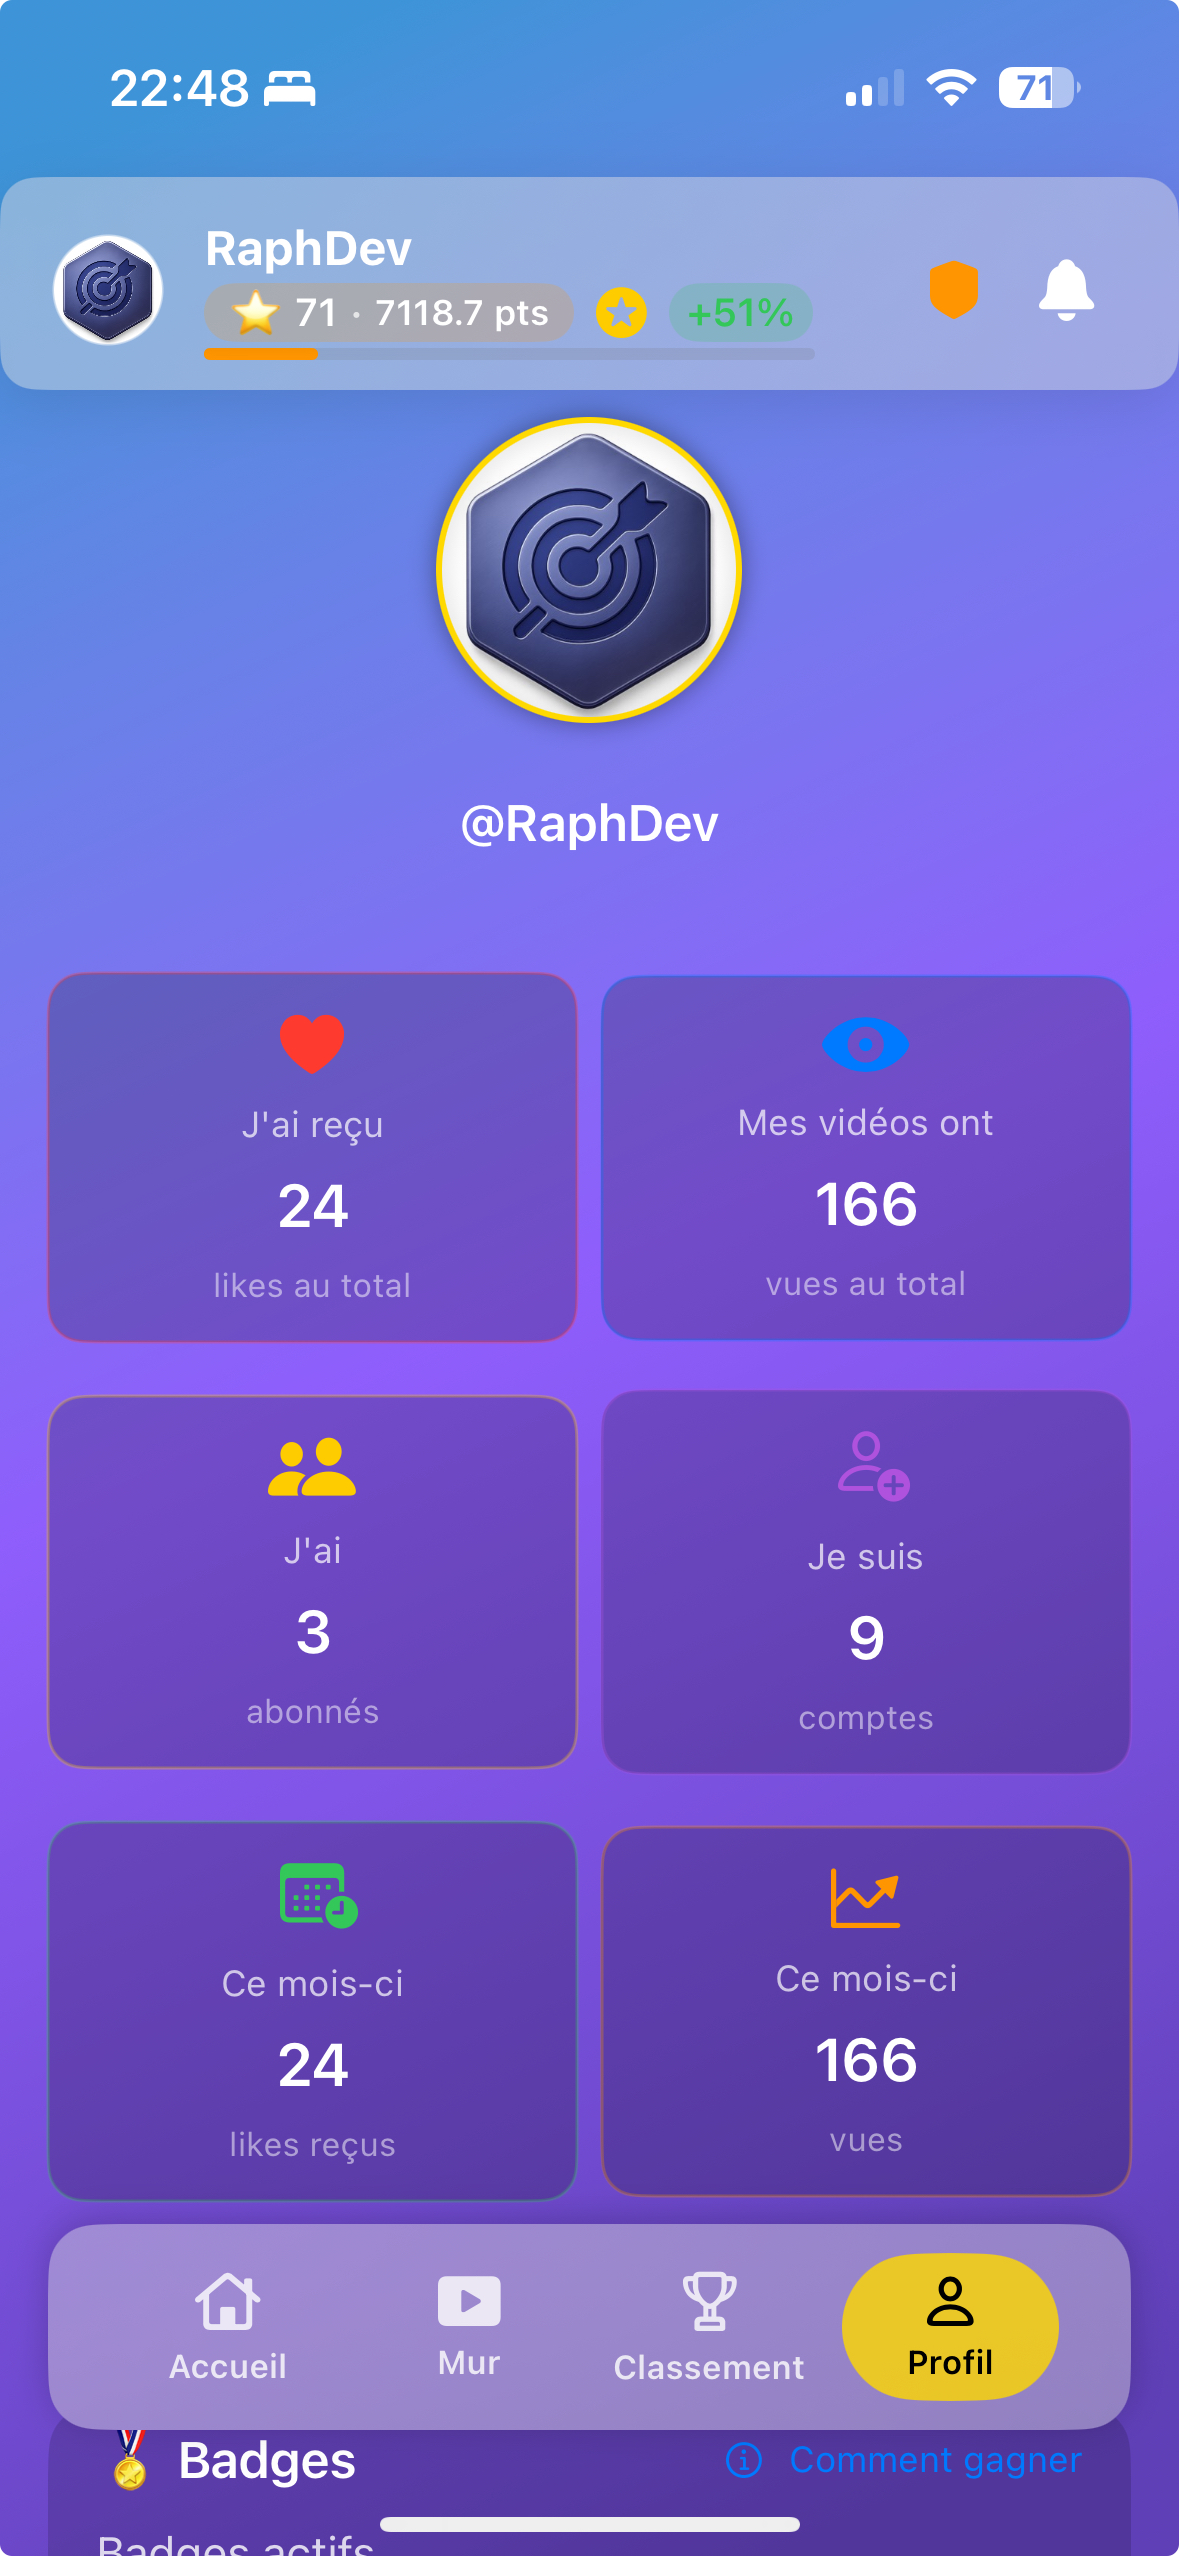 22:48
71
RaphDev
71 · 7118.7 pts
+51%
@RaphDev
J'ai reçu
24
likes au total
Mes vidéos ont
166
vues au total
J'ai
3
abonnés
Je suis
9
comptes
Ce mois-ci
24
likes reçus
Ce mois-ci
166
vues
Accueil
Mur
Classement
Profil
Badges
Comment gagner
Badges actifs